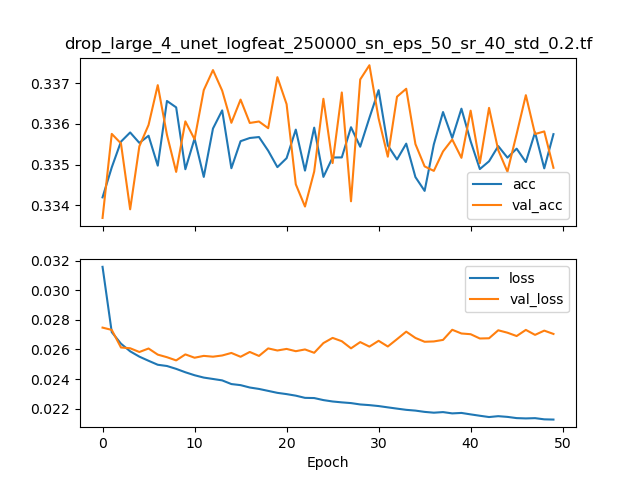 drop_large_4_unet_logfeat_250000_sn_eps_50_sr_40_std_0.2.tf
0.337
0.336
0.335
0.334
acc
val_acc
0.032
0.030
0.028
0.026
0.024
0.022
loss
val_loss
0 10 20 30 40 50
Epoch